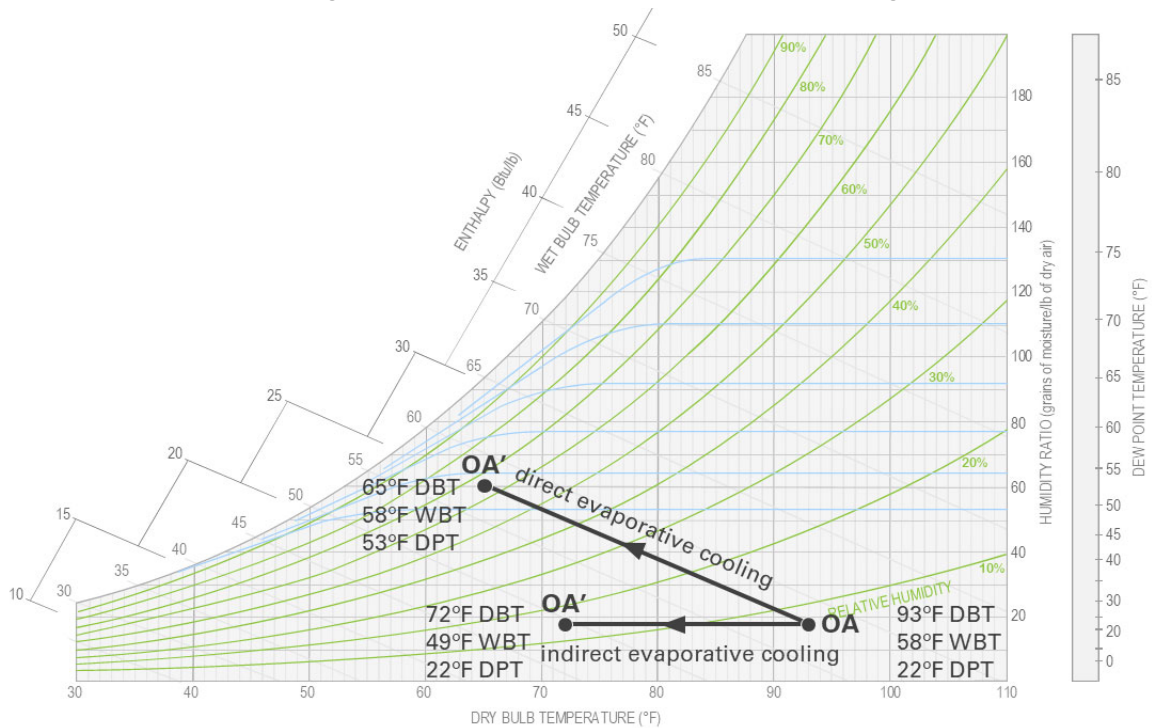 50
45
40
35
30
25
20
15
10
ENTHALPY (Btu/lb)
WET BULB TEMPERATURE (°F)
85
80
75
70
65
60
55
50
45
40
35
30
90%
80%
70%
60%
50%
40%
30%
20%
10%
RELATIVE HUMIDITY
180
160
140
120
100
80
60
40
20
HUMIDITY RATIO (grains of moisture/lb of dry air)
85
80
75
70
65
60
55
50
45
40
30
20
0
DEW POINT TEMPERATURE (°F)
OA'
65°F DBT
58°F WBT
53°F DPT
direct evaporative cooling
OA'
72°F DBT
49°F WBT
22°F DPT
indirect evaporative cooling
OA
93°F DBT
58°F WBT
22°F DPT
30 40 50 60 70 80 90 100 110
DRY BULB TEMPERATURE (°F)